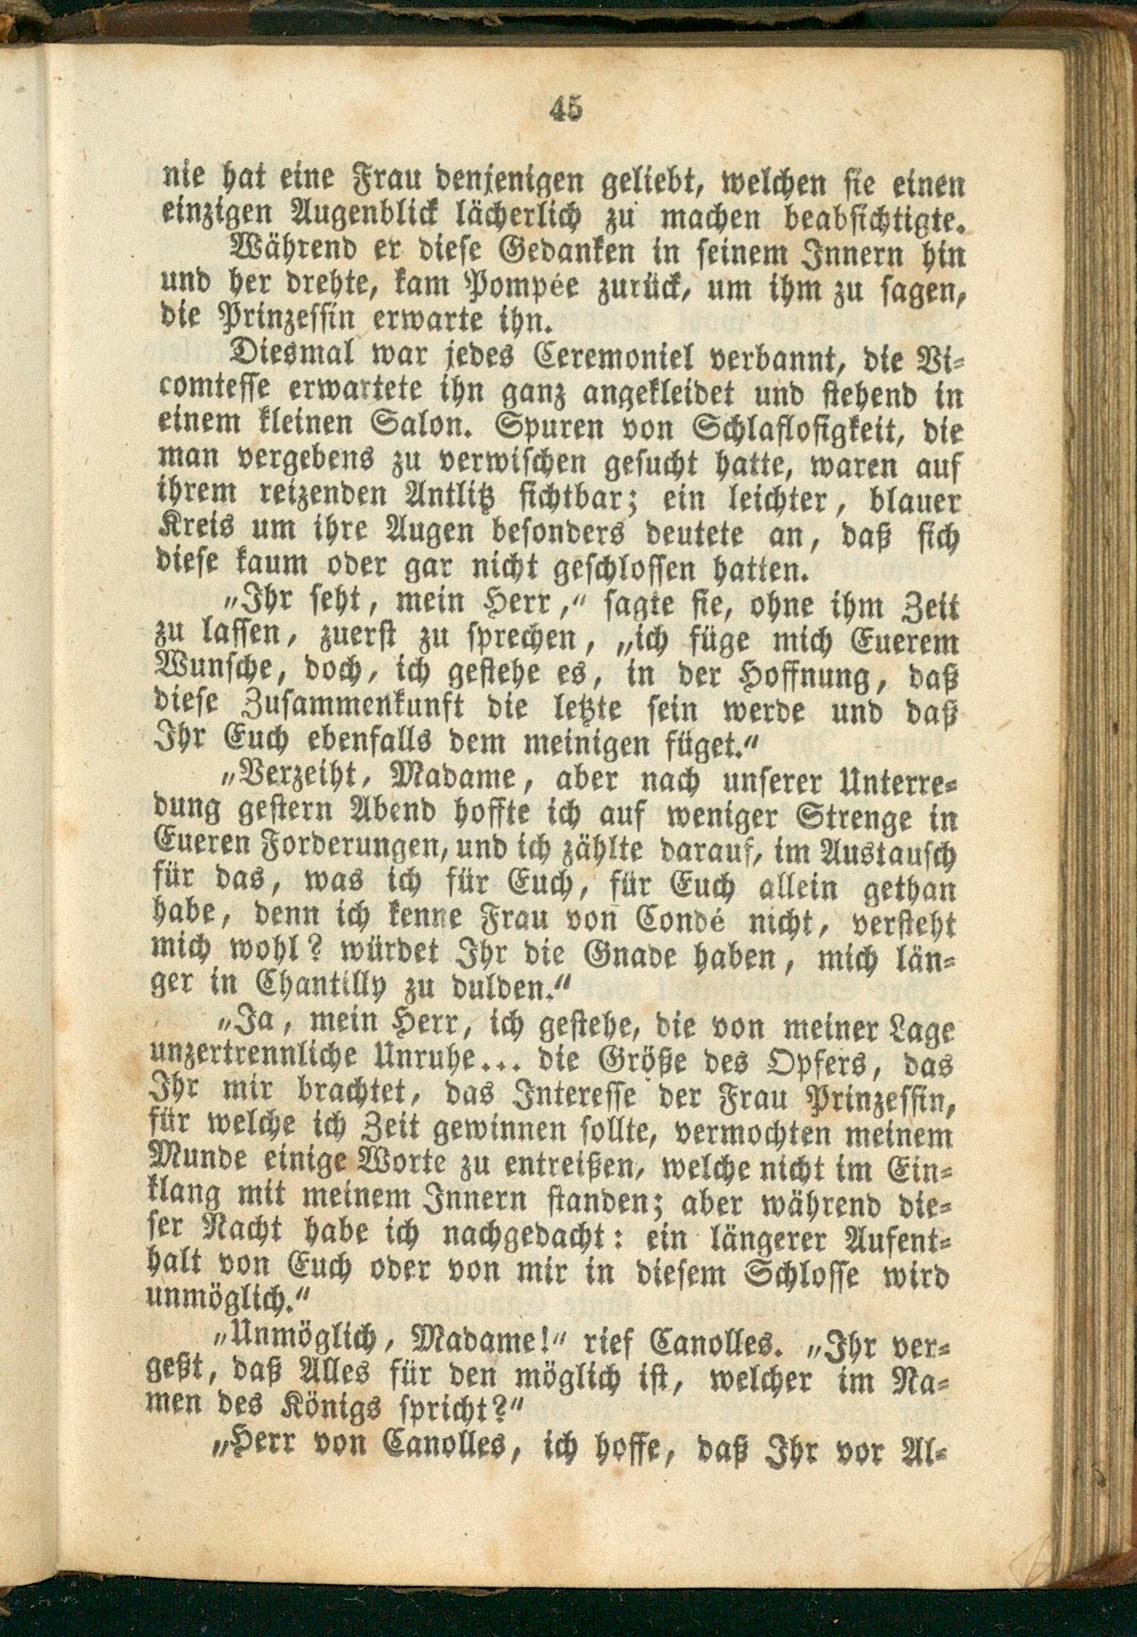 45
nie hat eine Frau denjenigen geliebt, welchen sie einen
einzigen Augenblick lächerlich zu machen beabsichtigte.
Während er diese Gedanken in seinem Innern hin
und her drehte, kam Pompée zurück, um ihm zu sagen,
die Prinzessin erwarte ihn.
Diesmal war jedes Ceremoniel verbannt, die Vi-
comtesse erwartete ihn ganz angekleidet und stehend in
einem kleinen Salon. Spuren von Schlaflosigkeit, die
man vergebens zu verwischen gesucht hatte, waren auf
ihrem reizenden Antlitz sichtbar; ein leichter, blauer
Kreis um ihre Augen besonders deutete an, daß sich
diese kaum oder gar nicht geschlossen hatten.
„Ihr seht, mein Herr,“ sagte sie, ohne ihm Zeit
zu lassen, zuerst zu sprechen, „ich füge mich Euerem
Wunsche, doch, ich gestehe es, in der Hoffnung, daß
diese Zusammenkunft die letzte sein werde und daß
Ihr Euch ebenfalls dem meinigen füget.“
„Verzeiht, Madame, aber nach unserer Unterre-
dung gestern Abend hoffte ich auf weniger Strenge in
Eueren Forderungen, und ich zählte darauf, im Austausch
für das, was ich für Euch, für Euch allein gethan
habe, denn ich kenne Frau von Condé nicht, versteht
mich wohl? würdet Ihr die Gnade haben, mich län-
ger in Chantilly zu dulden.“
„Ja, mein Herr, ich gestehe, die von meiner Lage
unzertrennliche Unruhe... die Größe des Opfers, das
Ihr mir brachtet, das Interesse der Frau Prinzessin,
für welche ich Zeit gewinnen sollte, vermochten meinem
Munde einige Worte zu entreißen, welche nicht im Ein-
klang mit meinem Innern standen; aber während die-
ser Nacht habe ich nachgedacht: ein längerer Aufent-
halt von Euch oder von mir in diesem Schlosse wird
unmöglich.“
„Unmöglich, Madame!“ rief Canolles. „Ihr ver-
geßt, daß Alles für den möglich ist, welcher im Na-
men des Königs spricht?“
„Herr von Canolles, ich hoffe, daß Ihr vor Al-